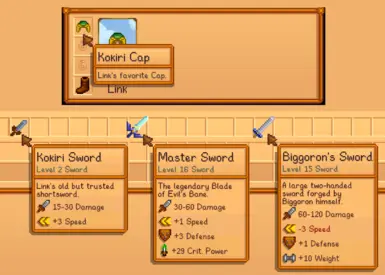 Kokiri Cap
Link's favorite Cap.
Link
Kokiri Sword
Level 2 Sword
Link's old but trusted
shortsword.
15-30 Damage
+3 Speed
Master Sword
Level 16 Sword
The legendary Blade
of Evil's Bane.
30-60 Damage
+1 Speed
+3 Defense
+29 Crit. Power
Biggoron's Sword
Level 15 Sword
A large two-handed
sword forged by
Biggoron himself.
60-120 Damage
-3 Speed
+1 Defense
+10 Weight